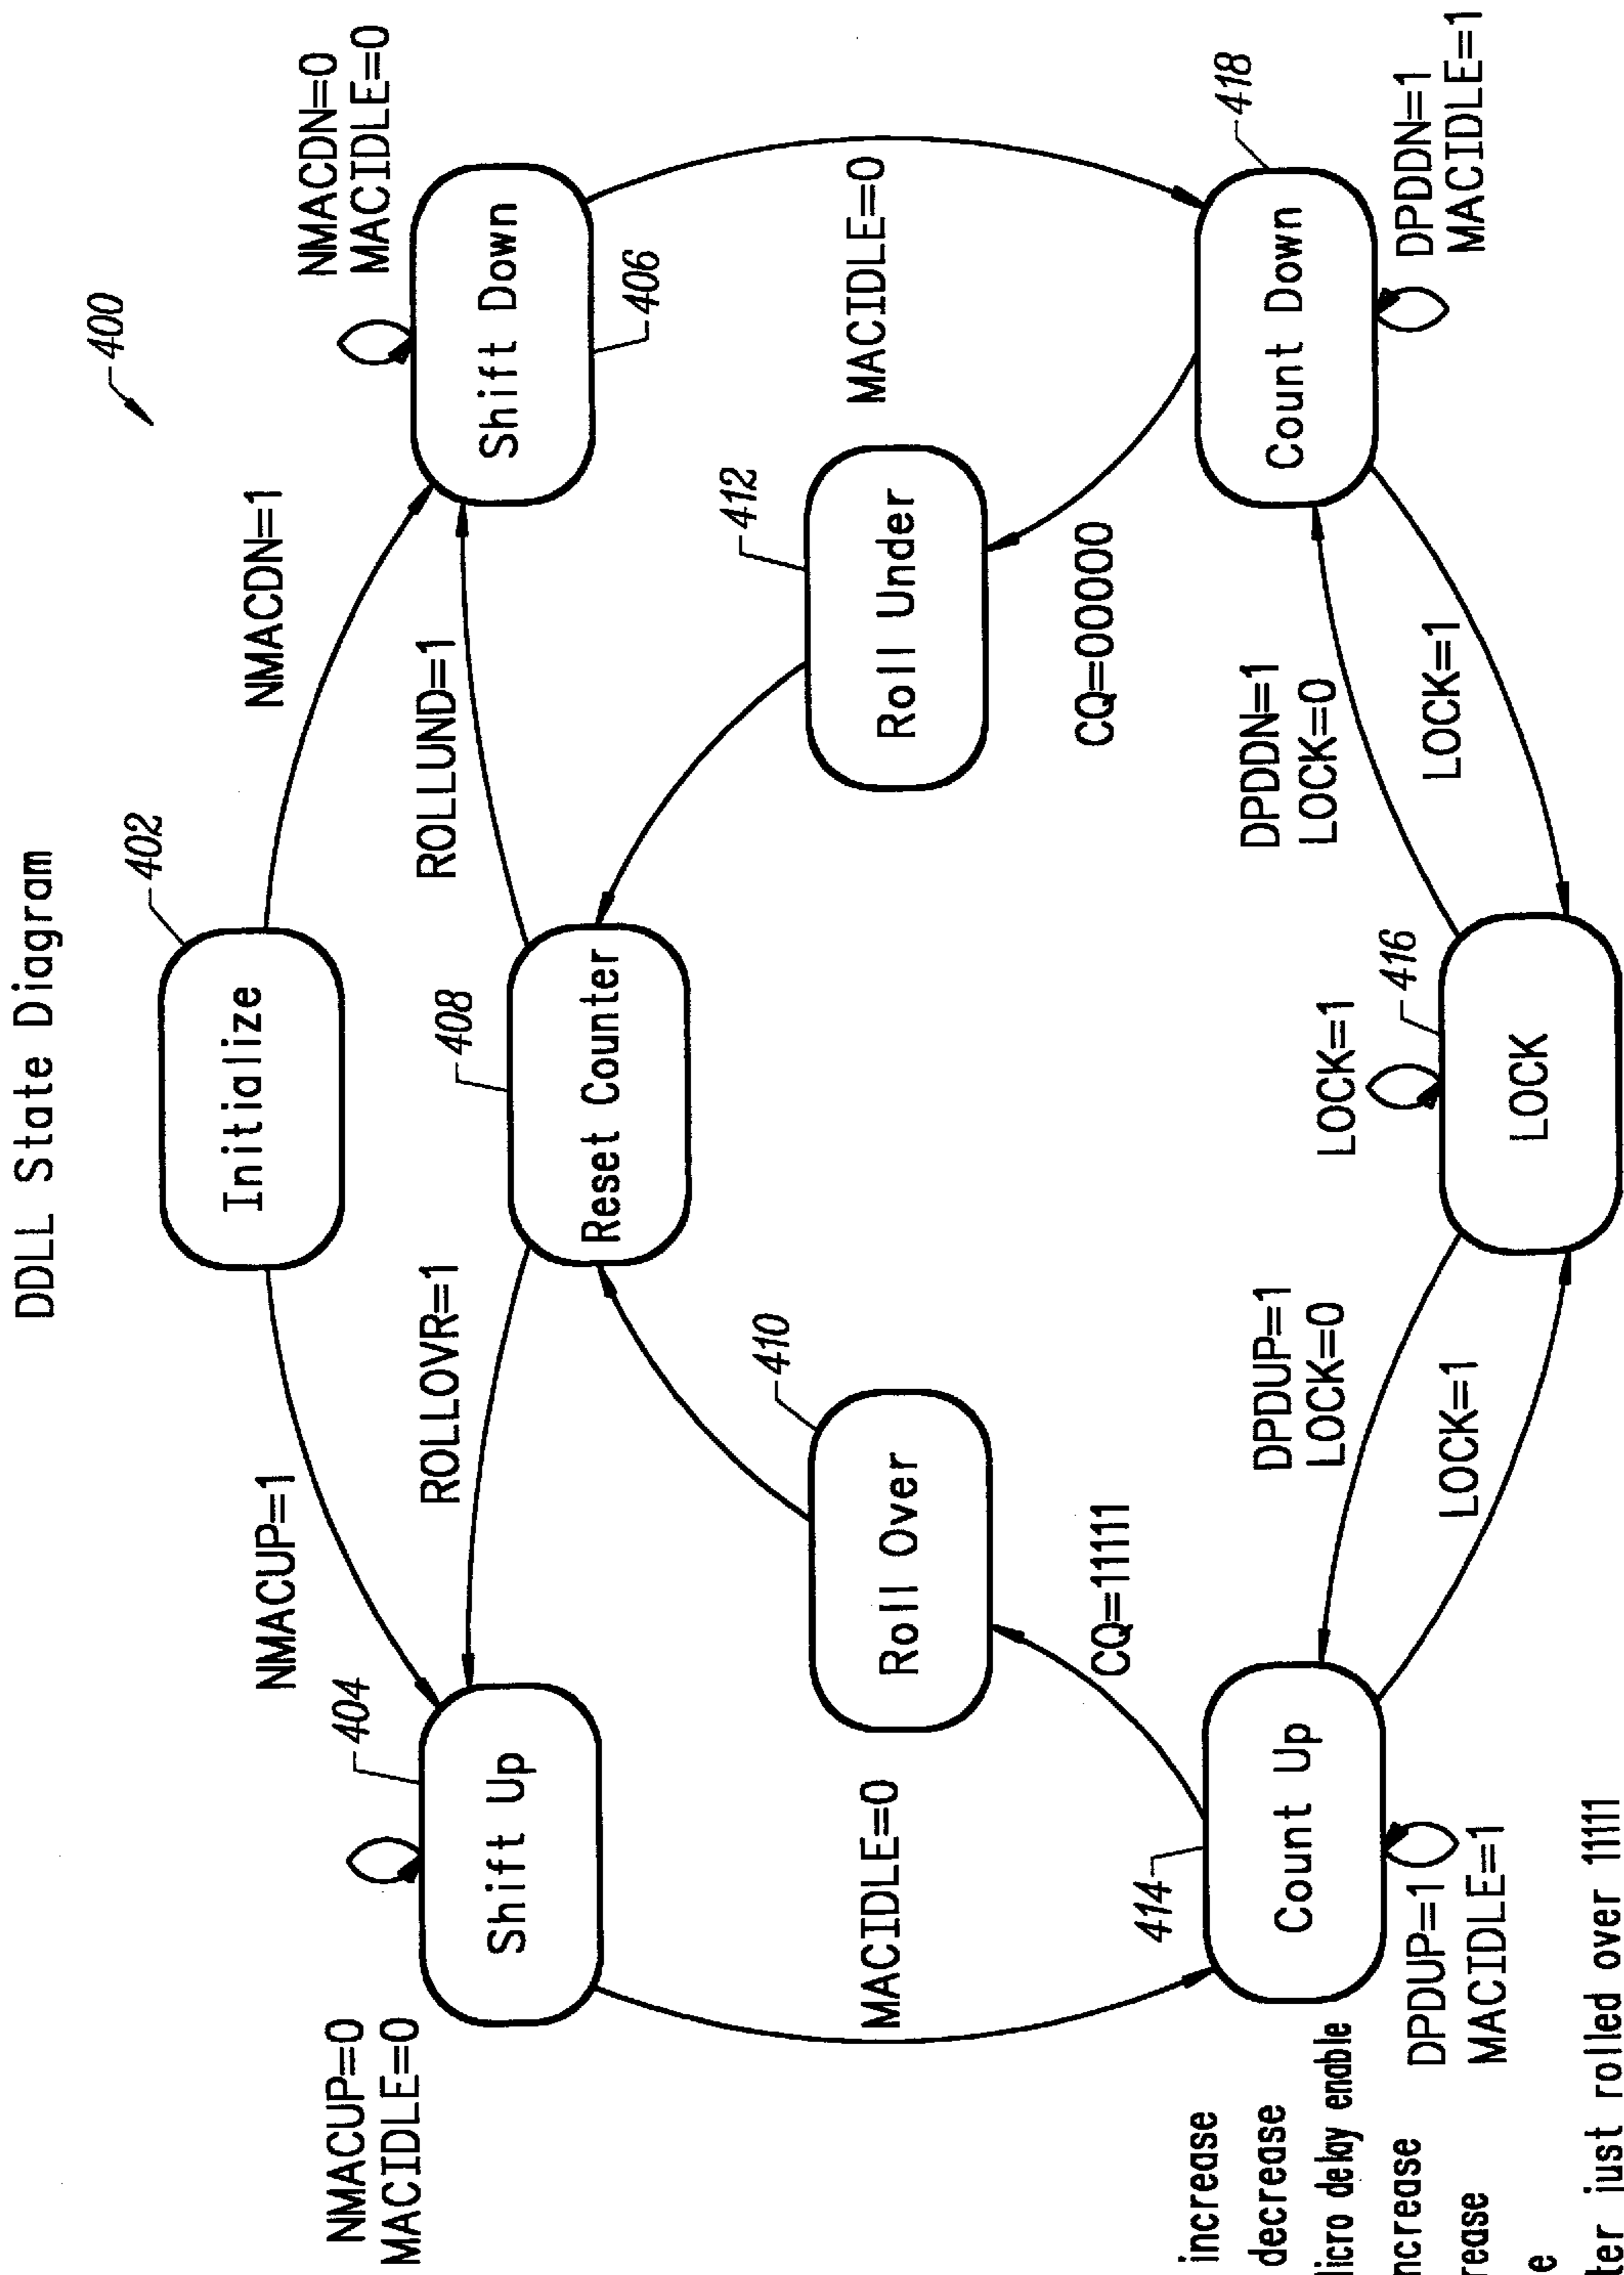 DDLL State Diagram
400
402
Initialize
NMACUP=1
NMACDN=1
NMACUP=0
MACIDLE=0
404
Shift Up
ROLLOVR=1
408
Reset Counter
ROLLUND=1
NMACDN=0
MACIDLE=0
Shift Down
406
MACIDLE=0
410
Roll Over
412
Roll Under
MACIDLE=0
CQ=11111
CQ=00000
414
Count Up
DPDUP=1
MACIDLE=1
DPDUP=1
LOCK=0
LOCK=1
LOCK=1
416
LOCK
DPDDN=1
LOCK=0
LOCK=1
418
Count Down
DPDDN=1
MACIDLE=1
increase
decrease
delay enable
just rolled over 11111